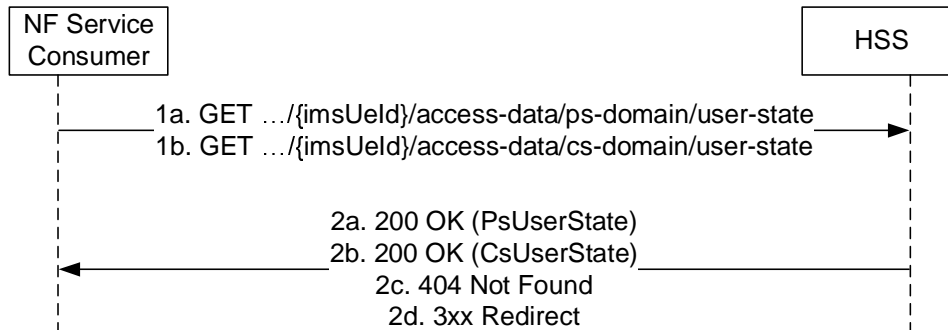 NF Service
Consumer
HSS
1a. GET …/{imsUeId}/access-data/ps-domain/user-state
1b. GET …/{imsUeId}/access-data/cs-domain/user-state
2a. 200 OK (PsUserState)
2b. 200 OK (CsUserState)
2c. 404 Not Found
2d. 3xx Redirect